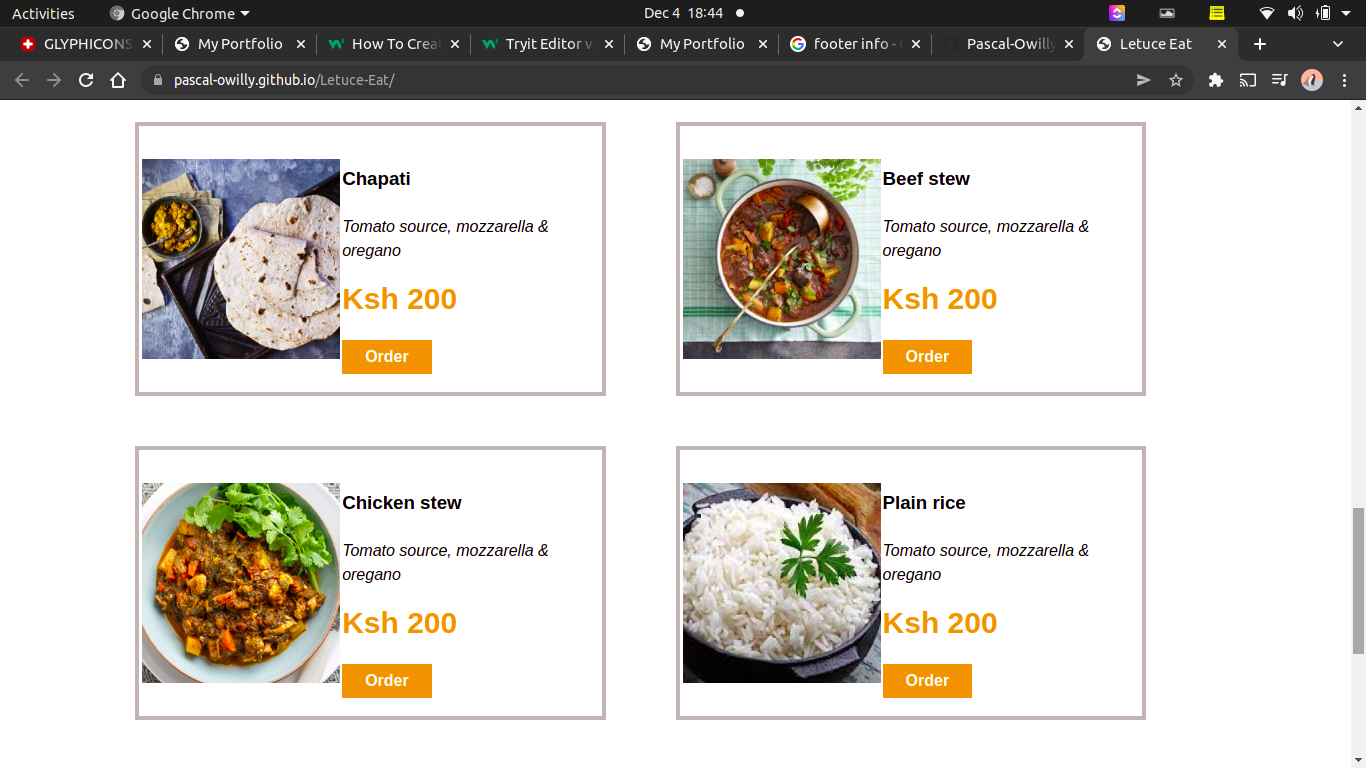 Activities
Google Chrome
Dec 4 18:44
GLYPHICONS
My Portfolio
How To Crea
Tryit Editor v
My Portfolio
footer info -
Pascal-Owilly
Letuce Eat
pascal-owilly.github.io/Letuce-Eat/
Chapati
Tomato source, mozzarella &
oregano
Ksh 200
Order
Beef stew
Tomato source, mozzarella &
oregano
Ksh 200
Order
Chicken stew
Tomato source, mozzarella &
oregano
Ksh 200
Order
Plain rice
Tomato source, mozzarella &
oregano
Ksh 200
Order